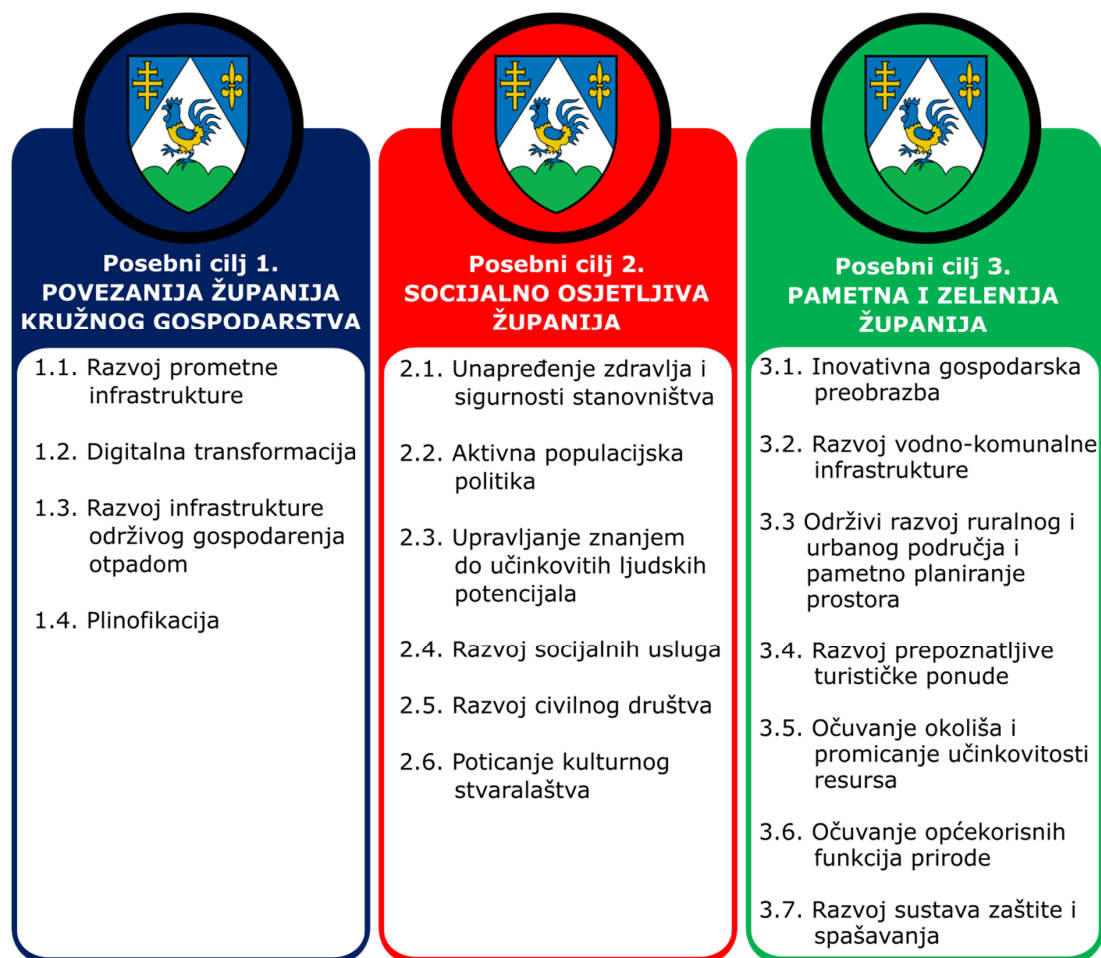 Posebni cilj 1.
POVEZANIJA ŽUPANIJA
KRUŽNOG GOSPODARSTVA
1.1. Razvoj prometne
infrastrukture
1.2. Digitalna transformacija
1.3. Razvoj infrastrukture
održivog gospodarenja
otpadom
1.4. Plinofikacija
Posebni cilj 2.
SOCIJALNO OSJETLJIVA
ŽUPANIJA
2.1. Unapređenje zdravlja i
sigurnosti stanovništva
2.2. Aktivna populacijska
politika
2.3. Upravljanje znanjem
do učinkovitih ljudskih
potencijala
2.4. Razvoj socijalnih usluga
2.5. Razvoj civilnog društva
2.6. Poticanje kulturnog
stvaralaštva
Posebni cilj 3.
PAMETNA I ZELENIJA
ŽUPANIJA
3.1. Inovativna gospodarska
preobrazba
3.2. Razvoj vodno-komunalne
infrastrukture
3.3 Održivi razvoj ruralnog i
urbanog područja i
pametno planiranje
prostora
3.4. Razvoj prepoznatljive
turističke ponude
3.5. Očuvanje okoliša i
promicanje učinkovitosti
resursa
3.6. Očuvanje općekorisnih
funkcija prirode
3.7. Razvoj sustava zaštite i
spašavanja